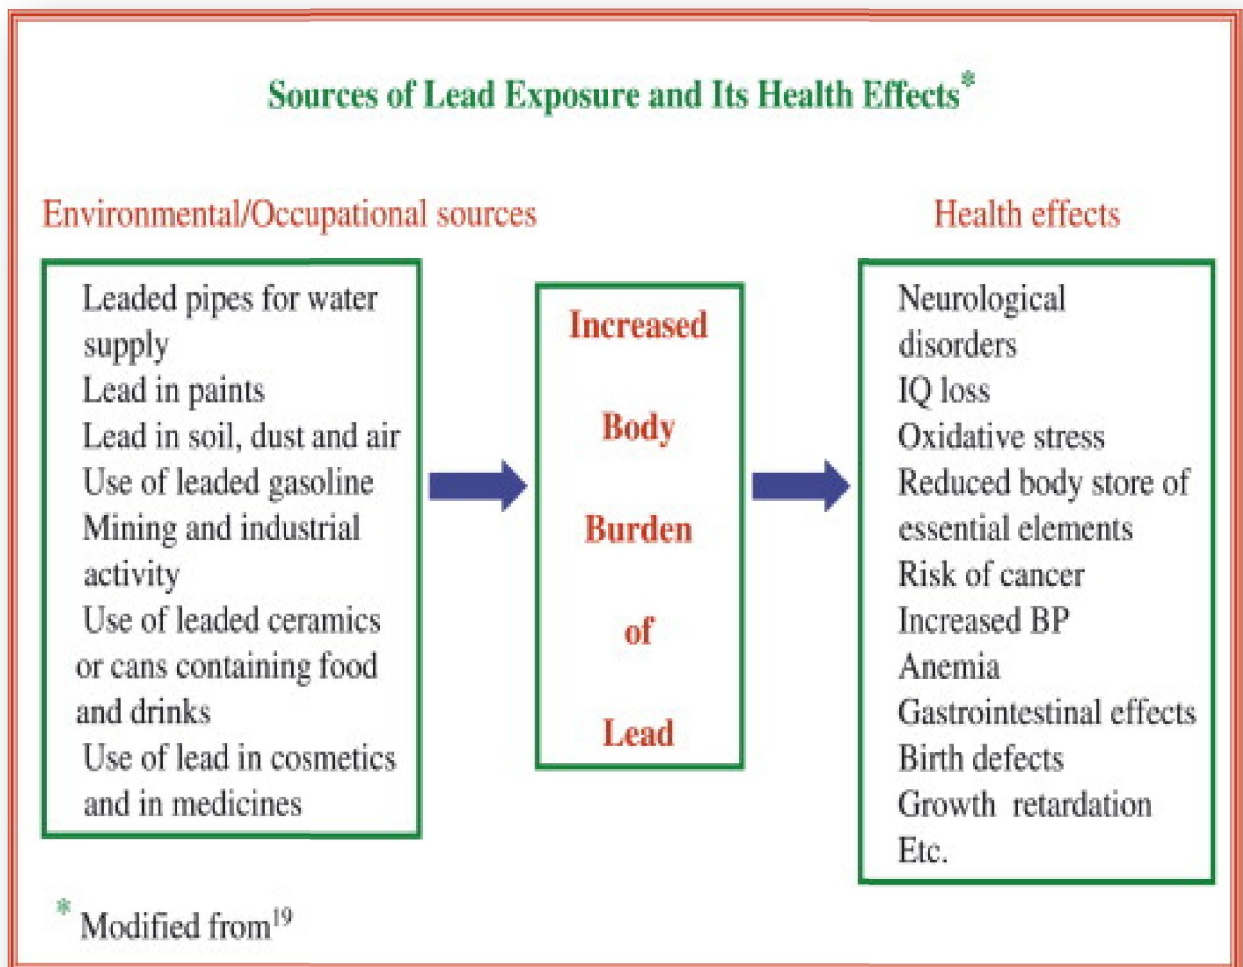 Sources of Lead Exposure and Its Health Effects*
Environmental/Occupational sources
Leaded pipes for water
supply
Lead in paints
Lead in soil, dust and air
Use of leaded gasoline
Mining and industrial
activity
Use of leaded ceramics
or cans containing food
and drinks
Use of lead in cosmetics
and in medicines
Increased
Body
Burden
of
Lead
Health effects
Neurological
disorders
IQ loss
Oxidative stress
Reduced body store of
essential elements
Risk of cancer
Increased BP
Anemia
Gastrointestinal effects
Birth defects
Growth retardation
Etc.
* Modified from19